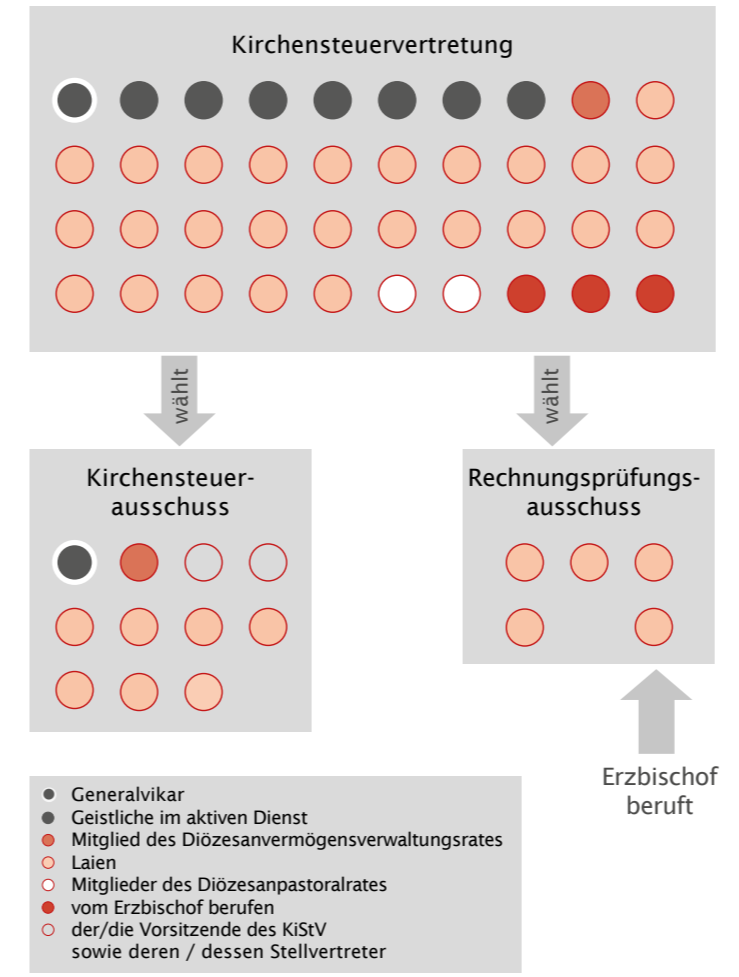 Kirchensteuervertretung
wählt
wählt
Kirchensteuer-
ausschuss
Rechnungsprüfungs-
ausschuss
Erzbischof
beruft
Generalvikar
Geistliche im aktiven Dienst
Mitglied des Diözesanvermögensverwaltungsrates
Laien
Mitglieder des Diözesanpastoralrates
vom Erzbischof berufen
der/die Vorsitzende des KiStV
sowie deren / dessen Stellvertreter